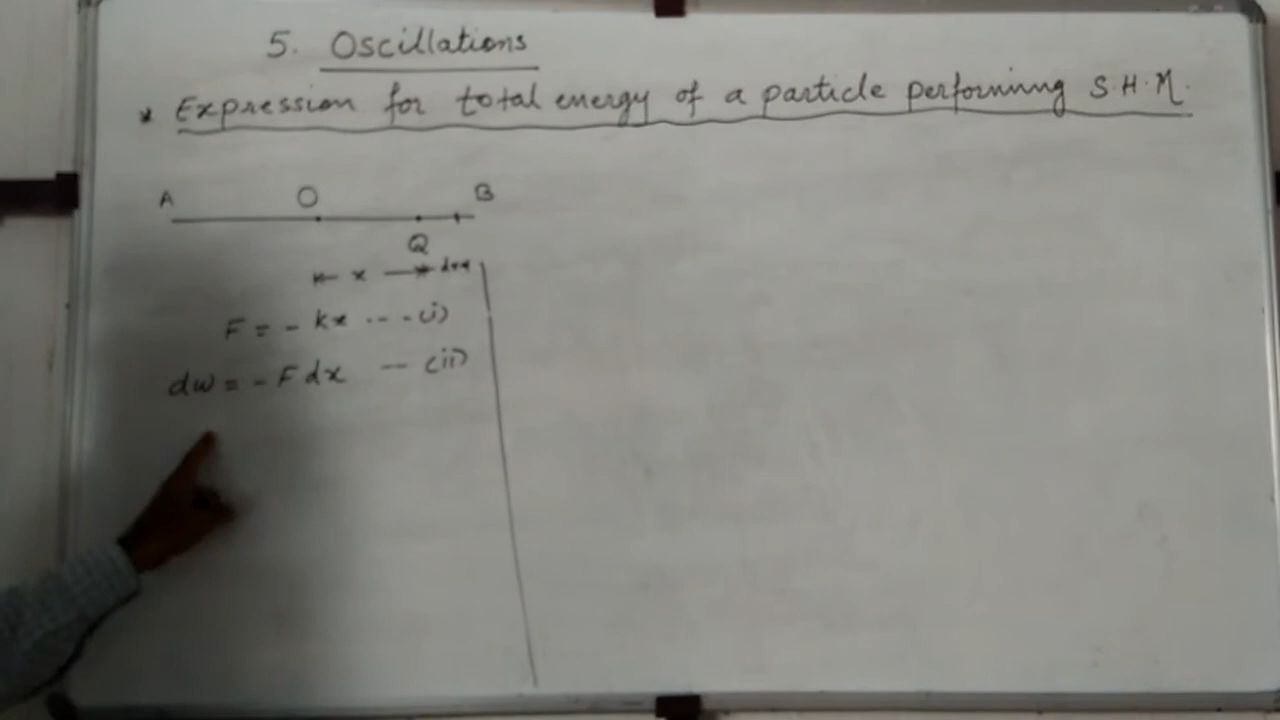 5. Oscillations
* Expression for total energy of a particle performing S.H.M.
A O B
Q
x dx
F = - kx --- (i)
dw = - F dx -- (ii)